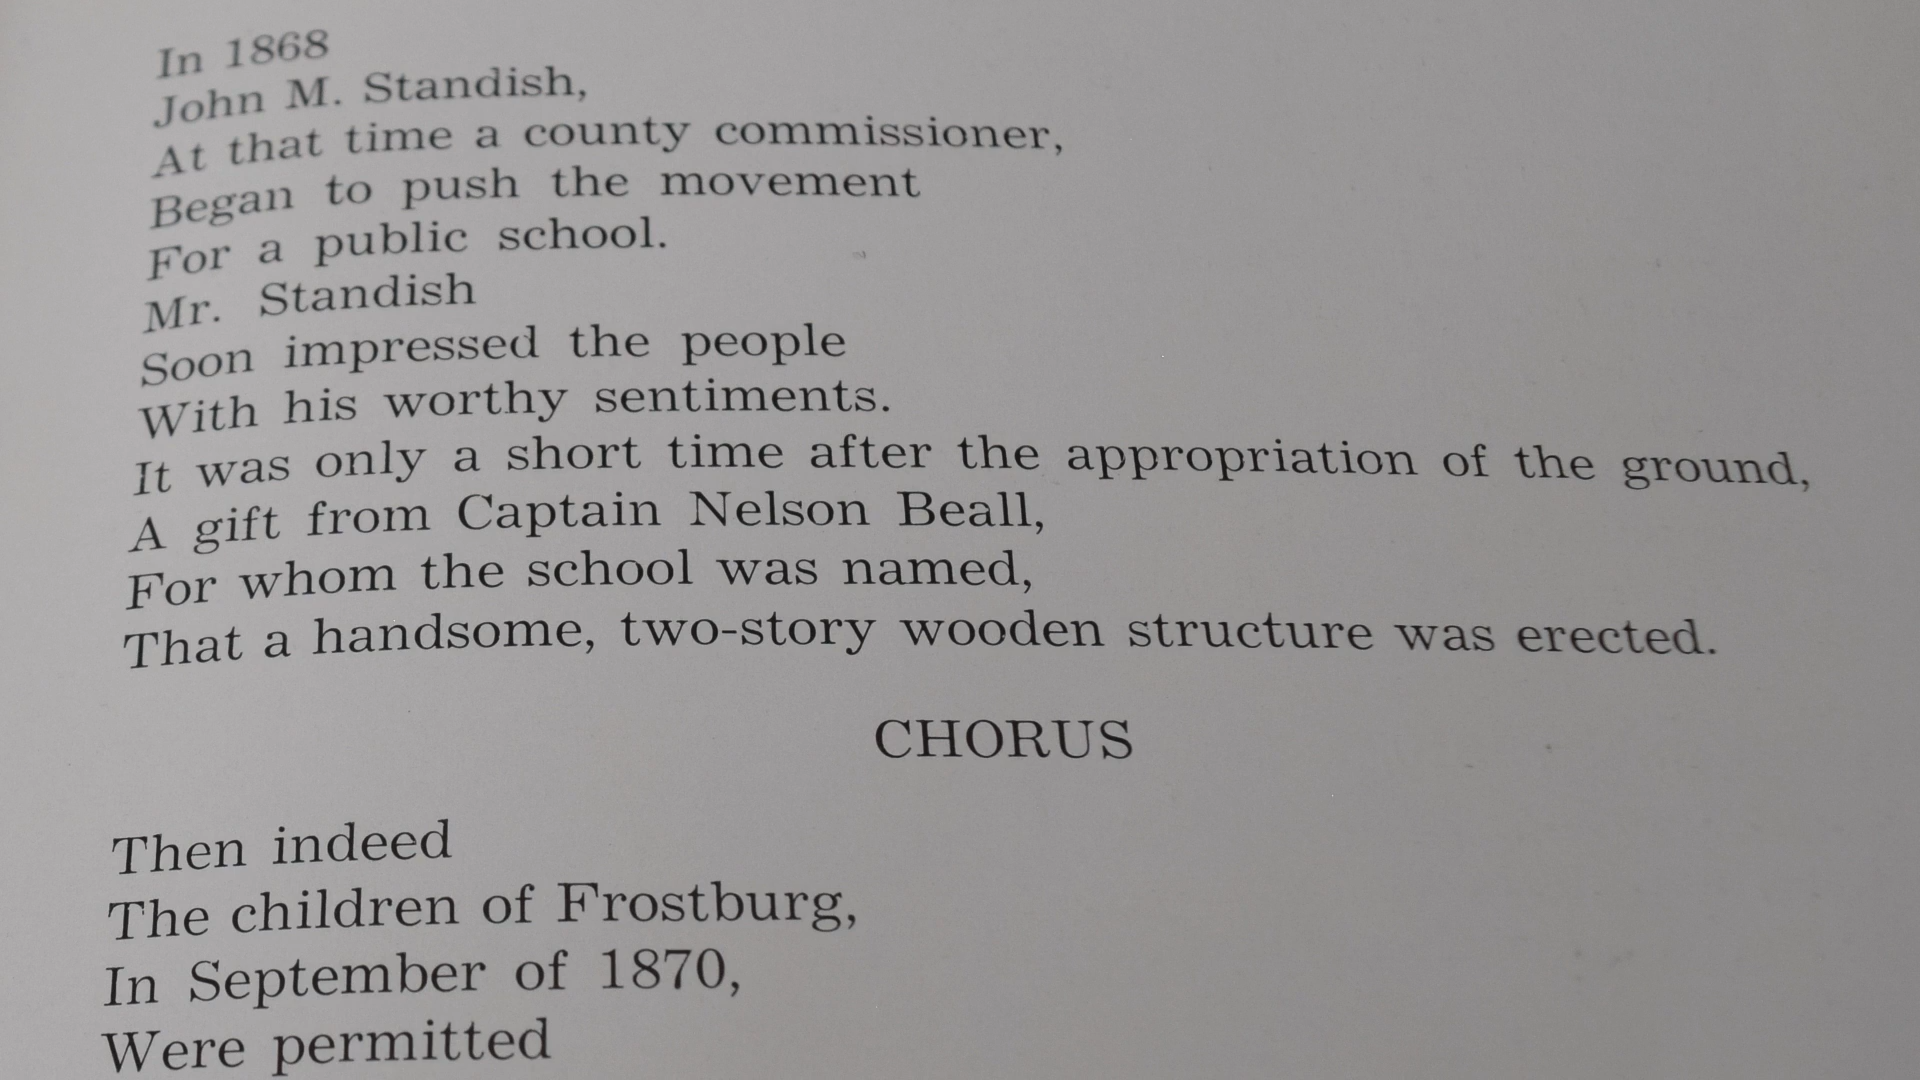 In 1868
John M. Standish,
At that time a county commissioner,
Began to push the movement
For a public school.
Mr. Standish
Soon impressed the people
With his worthy sentiments.
It was only a short time after the appropriation of the ground,
A gift from Captain Nelson Beall,
For whom the school was named,
That a handsome, two-story wooden structure was erected.
CHORUS
Then indeed
The children of Frostburg,
In September of 1870,
Were permitted